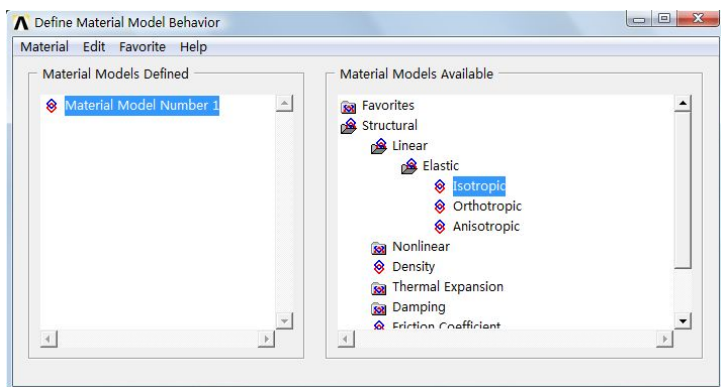 Define Material Model Behavior
Material Edit Favorite Help
Material Models Defined
Material Model Number 1
Material Models Available
Favorites
Structural
Linear
Elastic
Isotropic
Orthotropic
Anisotropic
Nonlinear
Density
Thermal Expansion
Damping
Friction Coefficient